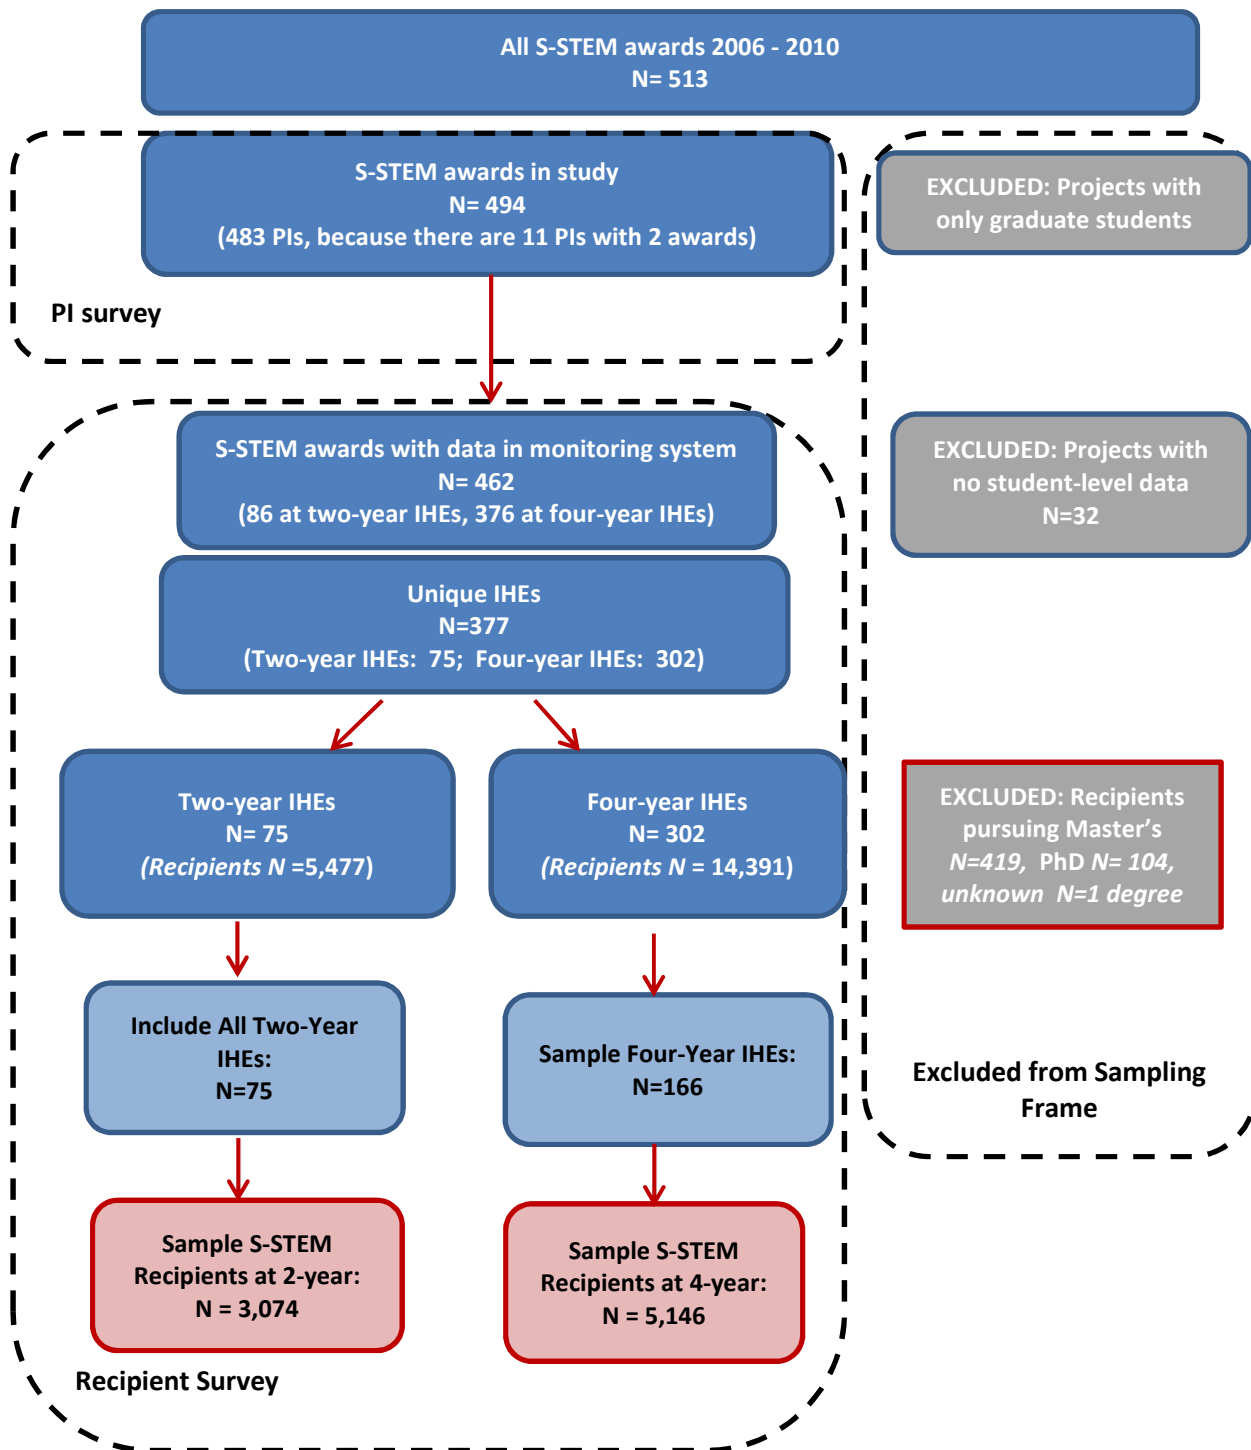 All S-STEM awards 2006 - 2010
N= 513
S-STEM awards in study
N= 494
(483 PIs, because there are 11 PIs with 2 awards)
PI survey
EXCLUDED: Projects with
only graduate students
S-STEM awards with data in monitoring system
N= 462
(86 at two-year IHEs, 376 at four-year IHEs)
EXCLUDED: Projects with
no student-level data
N=32
Unique IHEs
N=377
(Two-year IHEs: 75; Four-year IHEs: 302)
Two-year IHEs
N= 75
(Recipients N =5,477)
Four-year IHEs
N= 302
(Recipients N = 14,391)
EXCLUDED: Recipients
pursuing Master’s
N=419, PhD N= 104,
unknown N=1 degree
Include All Two-Year
IHEs:
N=75
Sample Four-Year IHEs:
N=166
Excluded from Sampling
Frame
Sample S-STEM
Recipients at 2-year:
N = 3,074
Sample S-STEM
Recipients at 4-year:
N = 5,146
Recipient Survey